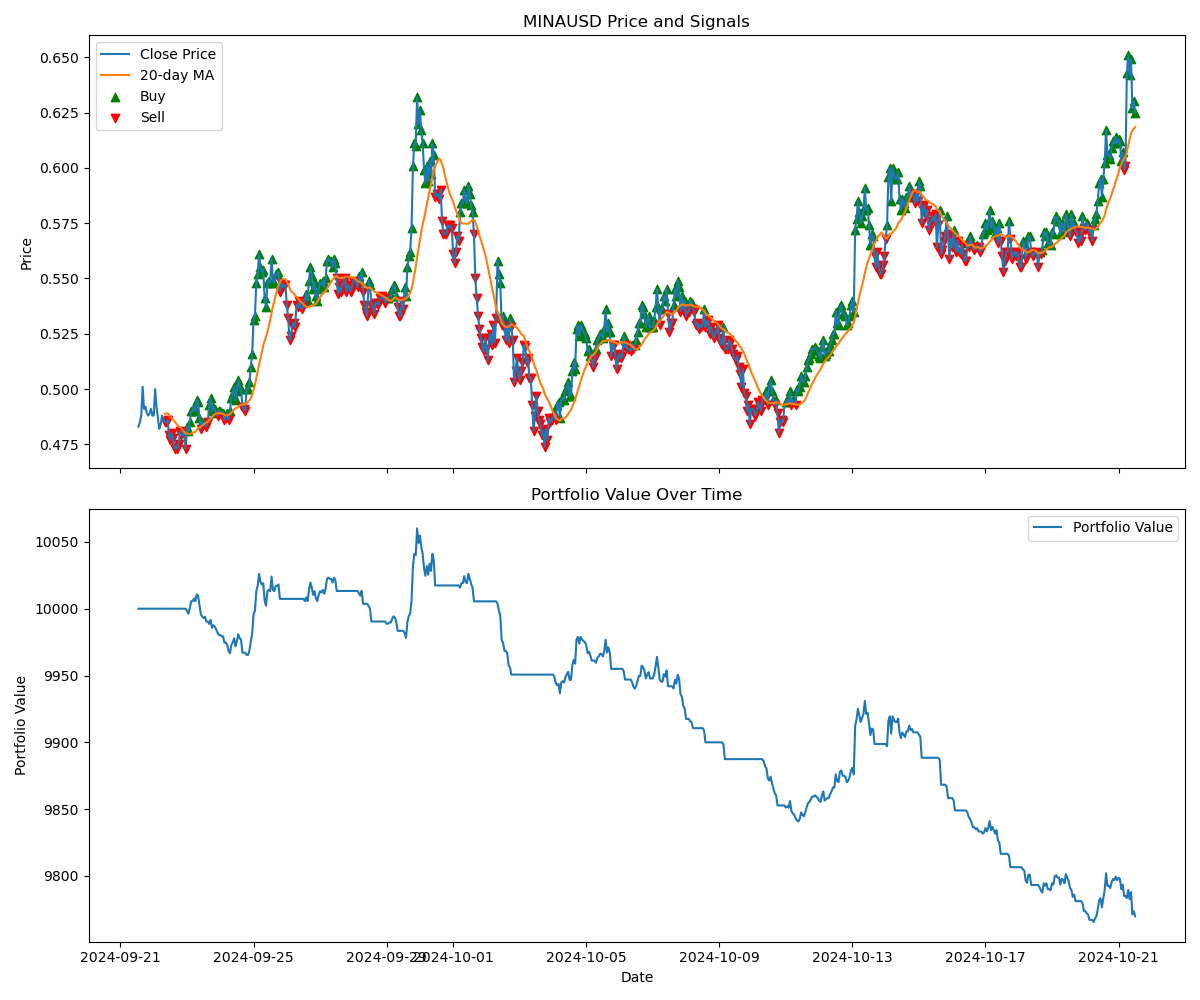 MINAUSD Price and Signals
Price
0.650
0.625
0.600
0.575
0.550
0.525
0.500
0.475
Close Price
20-day MA
Buy
Sell
Portfolio Value Over Time
Portfolio Value
10050
10000
9950
9900
9850
9800
Portfolio Value
2024-09-21
2024-09-25
2024-09-29
2024-10-01
2024-10-05
2024-10-09
2024-10-13
2024-10-17
2024-10-21
Date